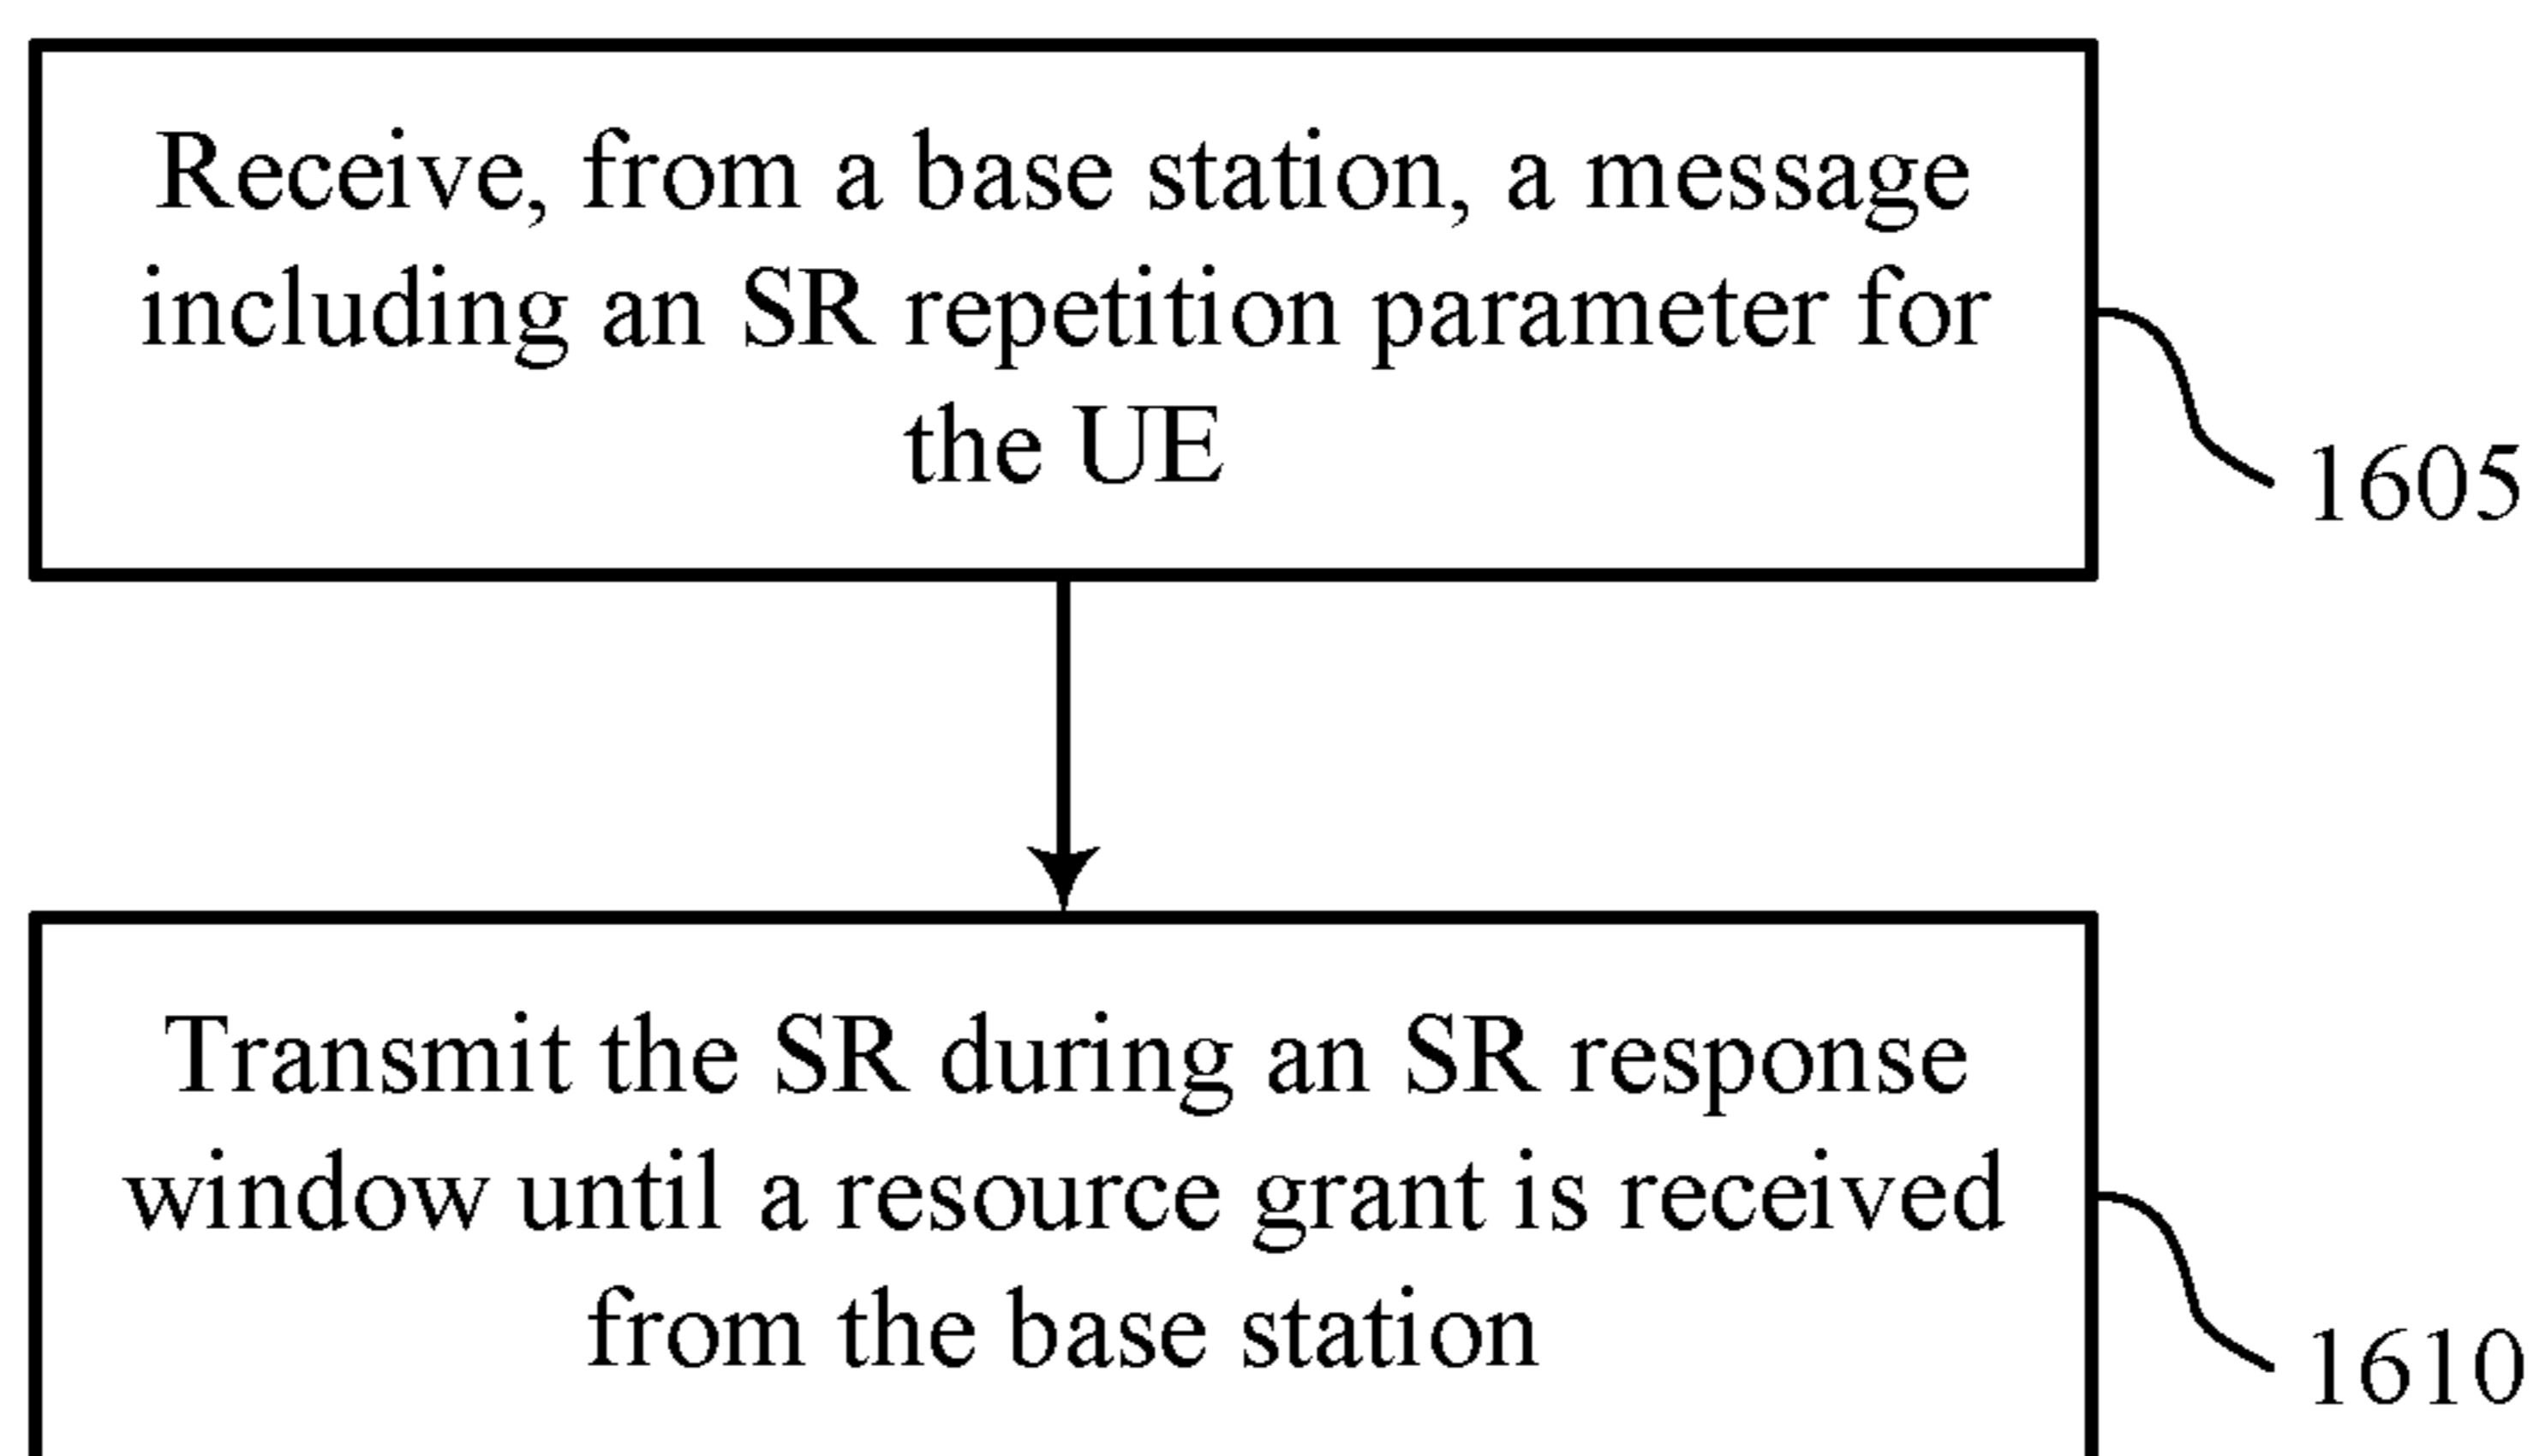 Receive, from a base station, a message
including an SR repetition parameter for
the UE
1605
Transmit the SR during an SR response
window until a resource grant is received
from the base station
1610